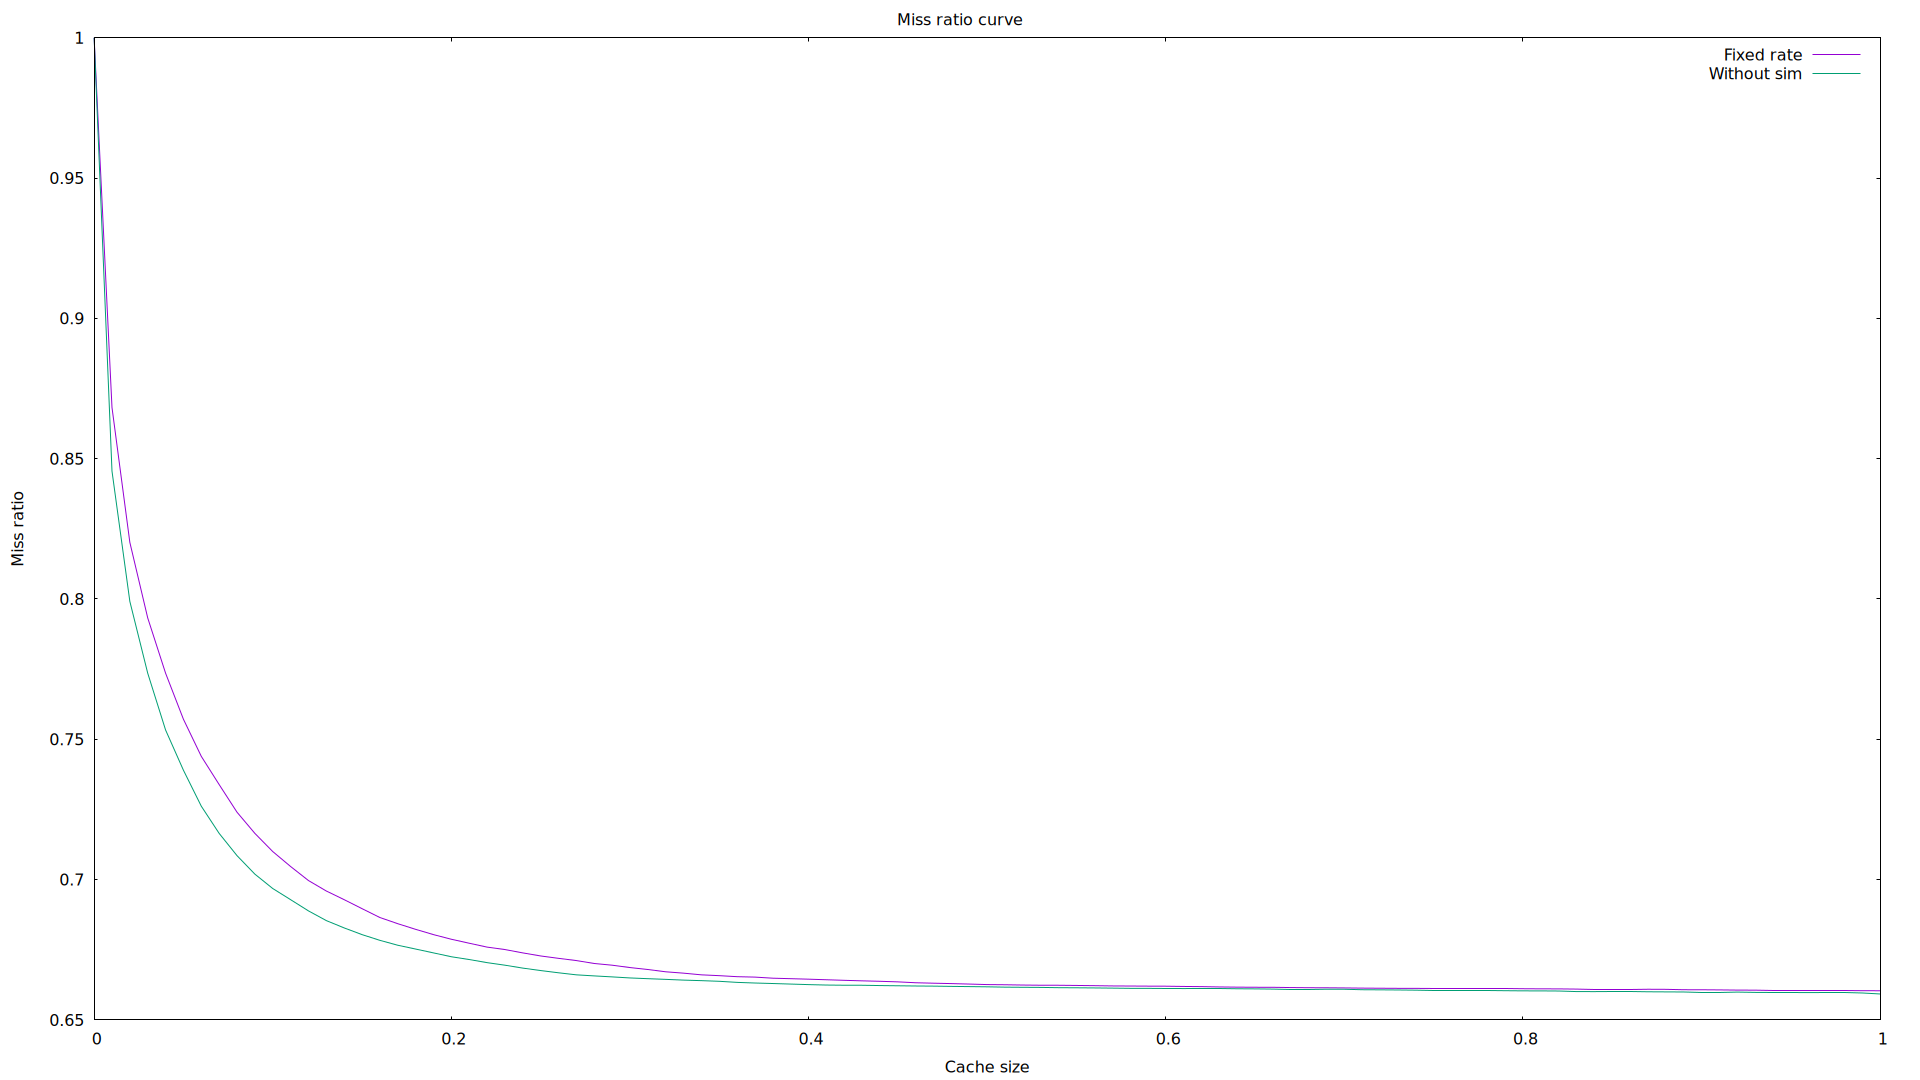 Miss ratio curve
Fixed rate
Without sim
1
0.95
0.9
0.85
0.8
0.75
0.7
0.65
Miss ratio
0 0.2 0.4 0.6 0.8 1
Cache size